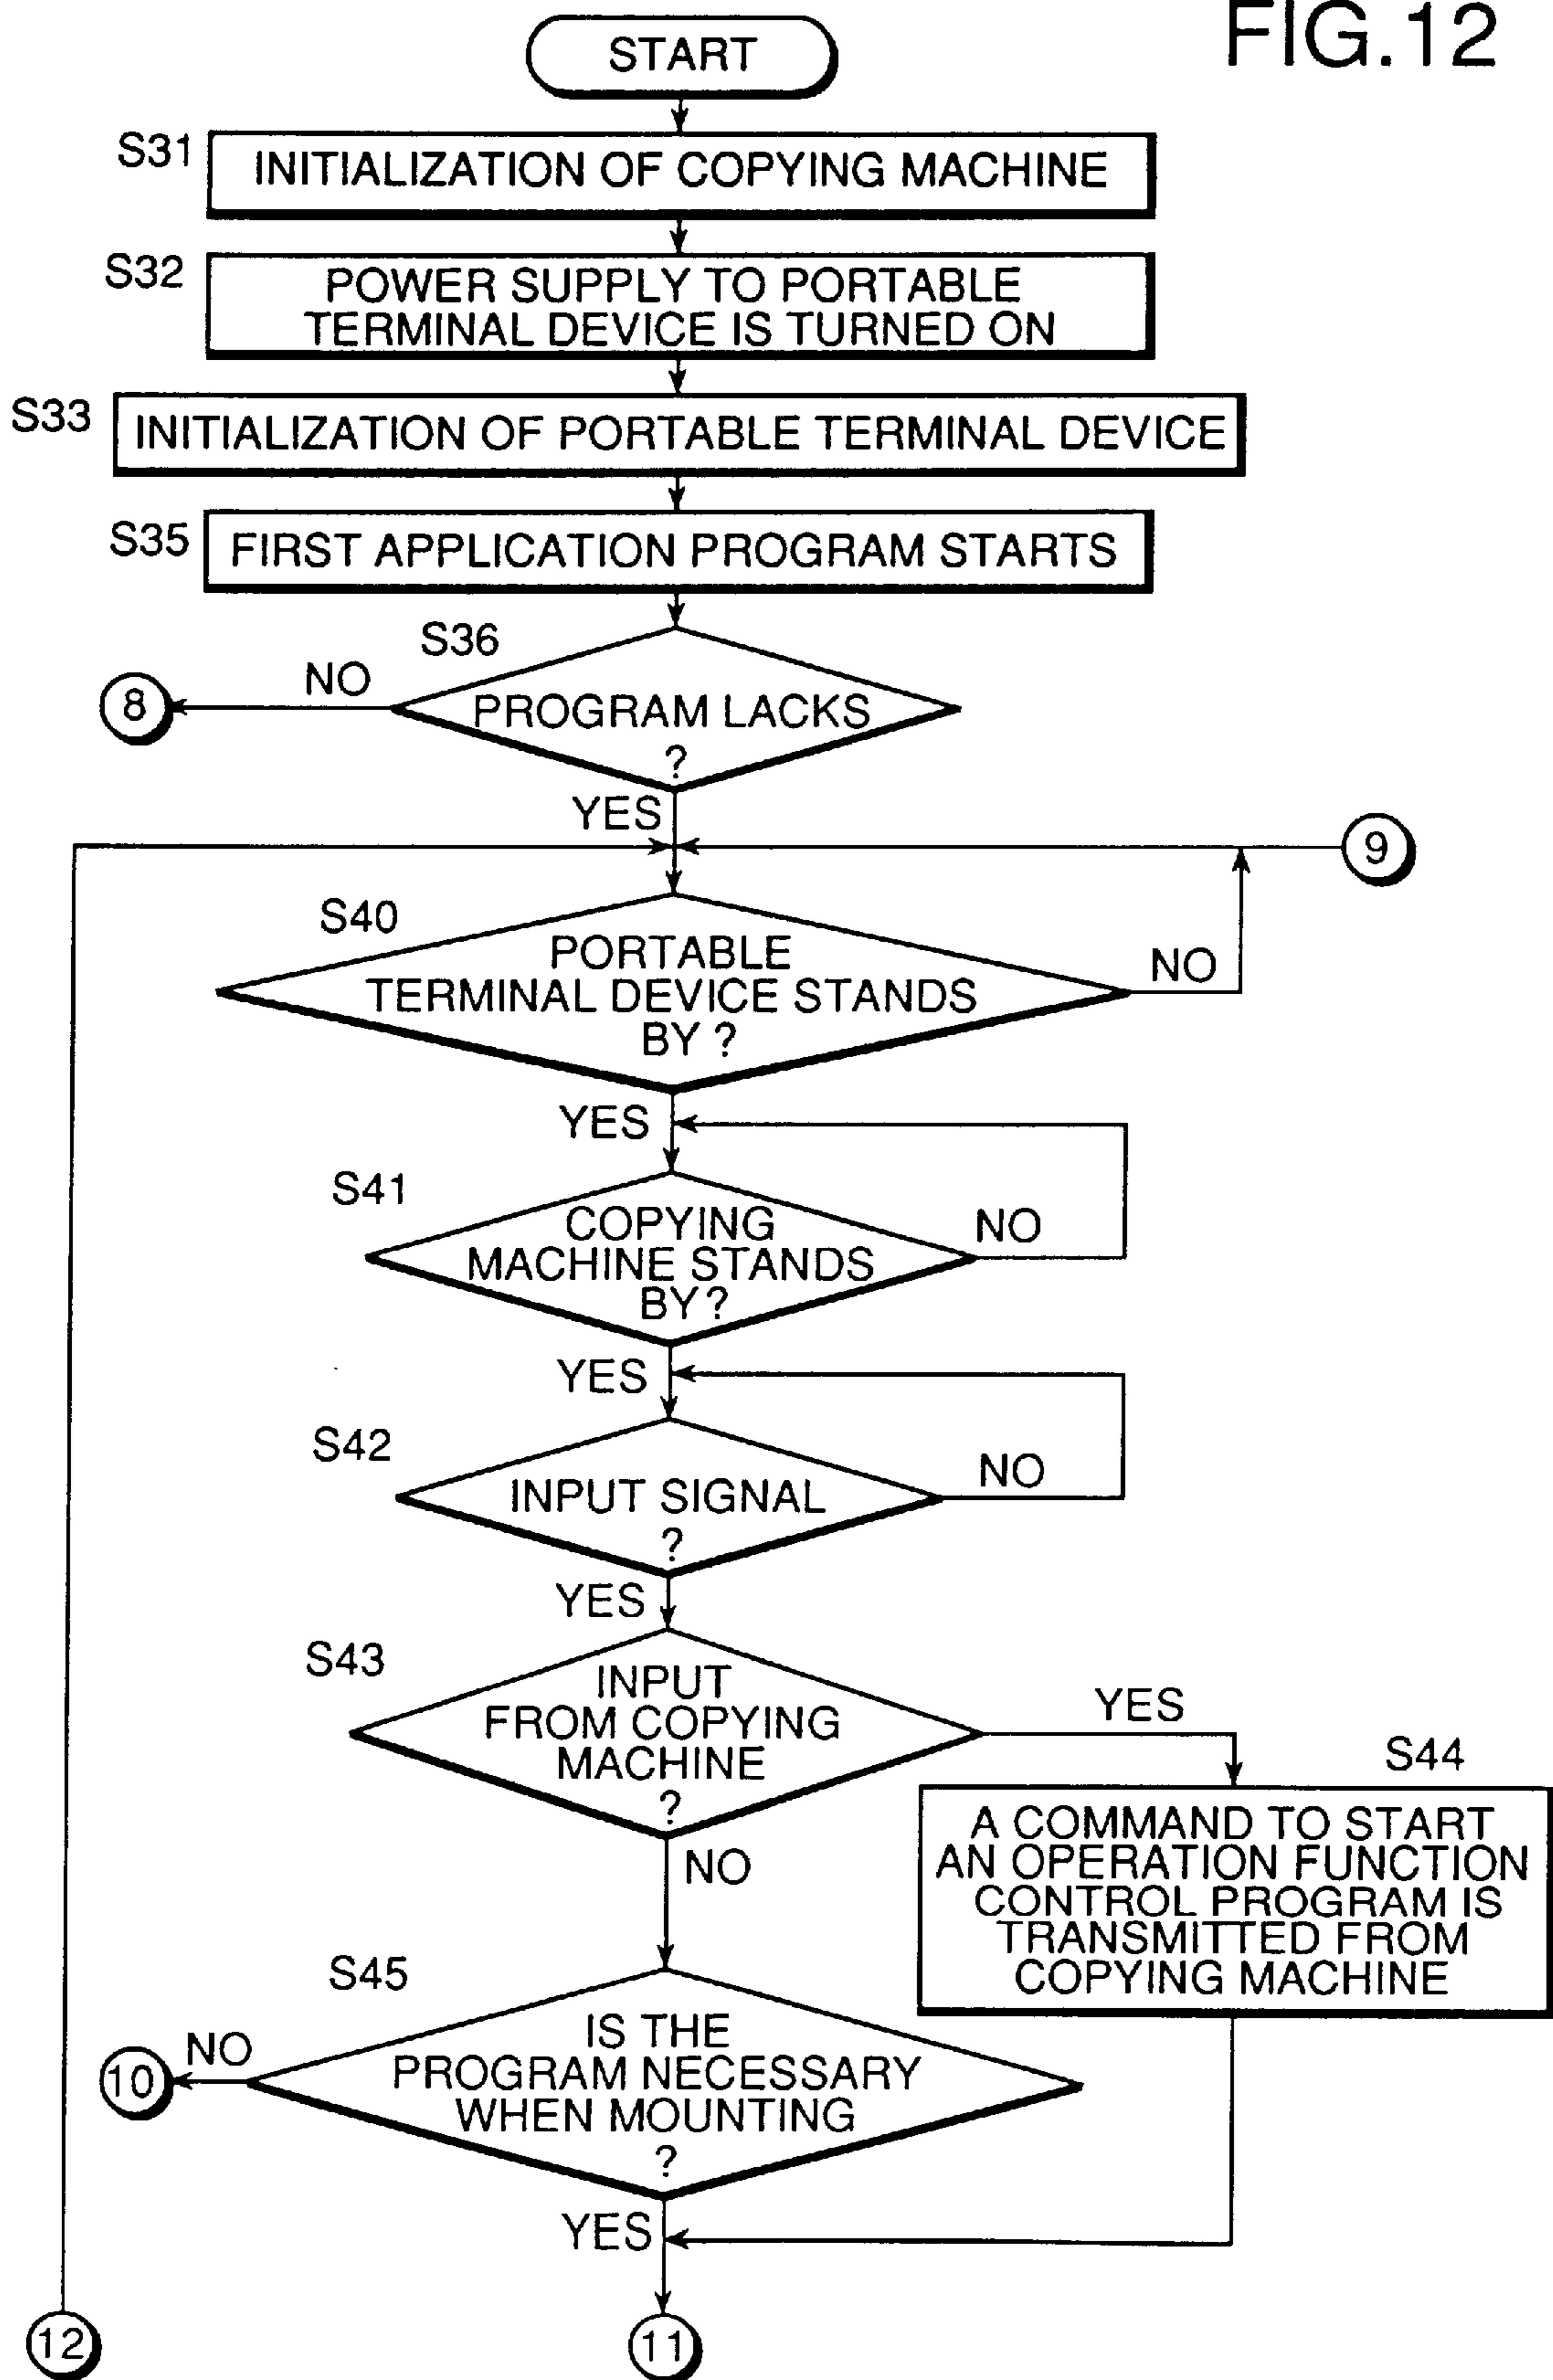 FIG.12
START
S31
INITIALIZATION OF COPYING MACHINE
S32
POWER SUPPLY TO PORTABLE
TERMINAL DEVICE IS TURNED ON
S33
INITIALIZATION OF PORTABLE TERMINAL DEVICE
S35
FIRST APPLICATION PROGRAM STARTS
S36
NO
8
PROGRAM LACKS
?
YES
9
S40
PORTABLE
TERMINAL DEVICE STANDS
BY ?
NO
YES
S41
COPYING
MACHINE STANDS
BY?
NO
YES
S42
INPUT SIGNAL
?
NO
YES
S43
INPUT
FROM COPYING
MACHINE
?
YES
S44
A COMMAND TO START
AN OPERATION FUNCTION
CONTROL PROGRAM IS
TRANSMITTED FROM
COPYING MACHINE
NO
S45
IS THE
PROGRAM NECESSARY
WHEN MOUNTING
?
NO
10
YES
12
11